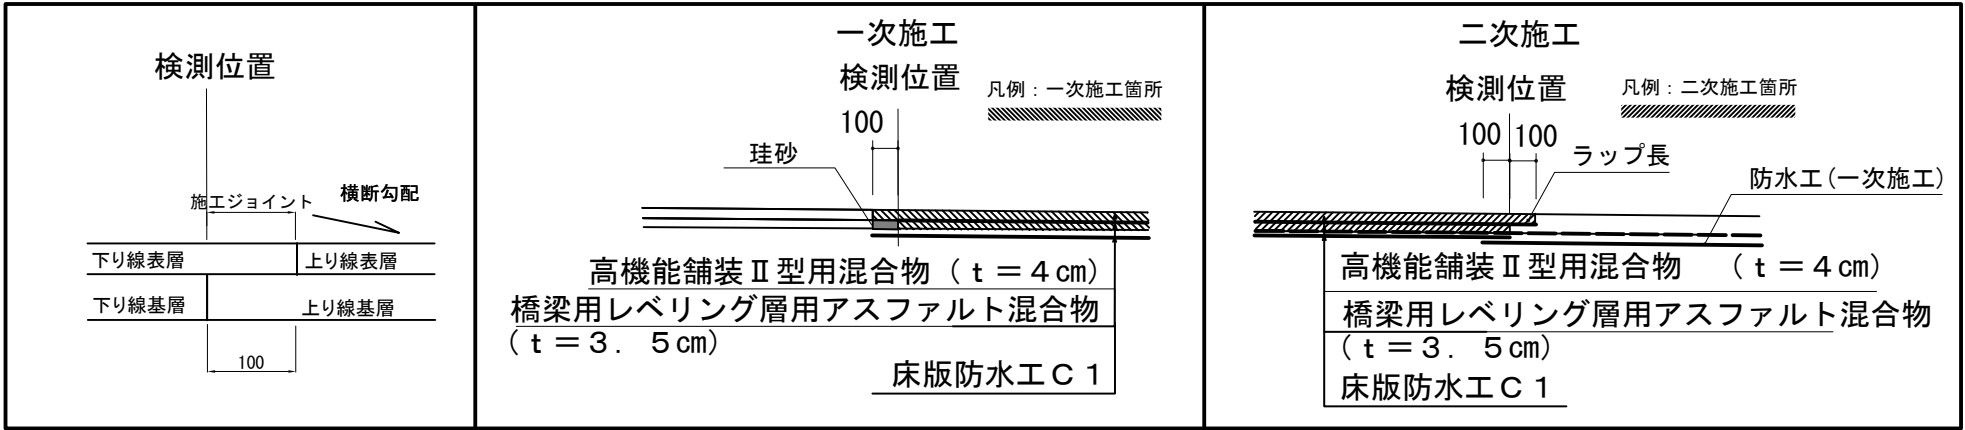 検測位置
施工ジョイント
横断勾配
下り線表層
上り線表層
下り線基層
上り線基層
100
一次施工
検測位置
凡例：一次施工箇所
100
珪砂
高機能舗装Ⅱ型用混合物（ｔ＝４㎝）
橋梁用レベリング層用アスファルト混合物
（ｔ＝３．５㎝）
床版防水工Ｃ１
二次施工
検測位置
凡例：二次施工箇所
100 100
ラップ長
防水工(一次施工)
高機能舗装Ⅱ型用混合物　（ｔ＝４㎝）
橋梁用レベリング層用アスファルト混合物
（ｔ＝３．５㎝）
床版防水工Ｃ１